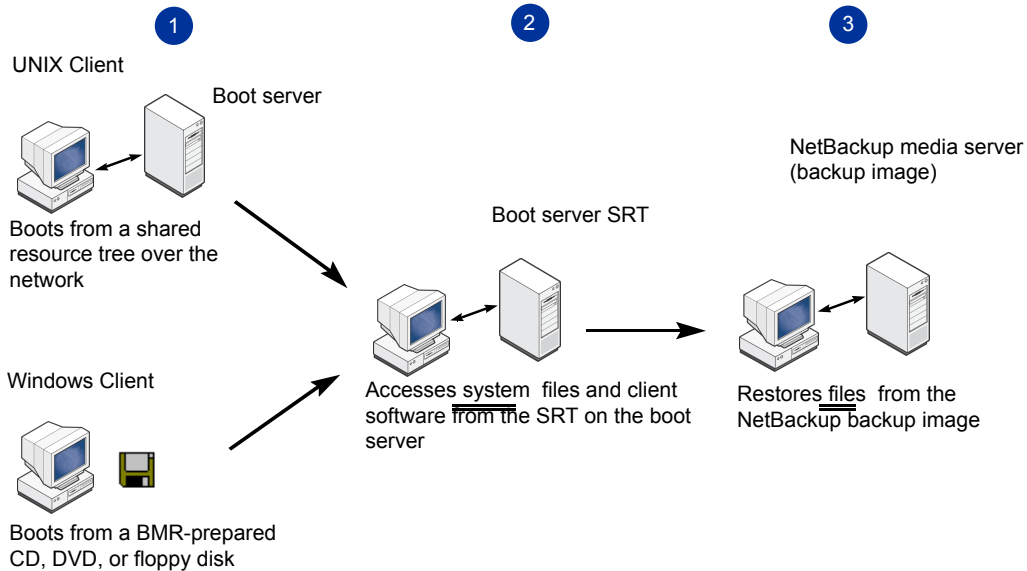 1
2
3
UNIX Client
Boot server
Boots from a shared
resource tree over the
network
Windows Client
Boots from a BMR-prepared
CD, DVD, or floppy disk
Boot server SRT
Accesses system files and client
software from the SRT on the boot
server
NetBackup media server
(backup image)
Restores files from the
NetBackup backup image